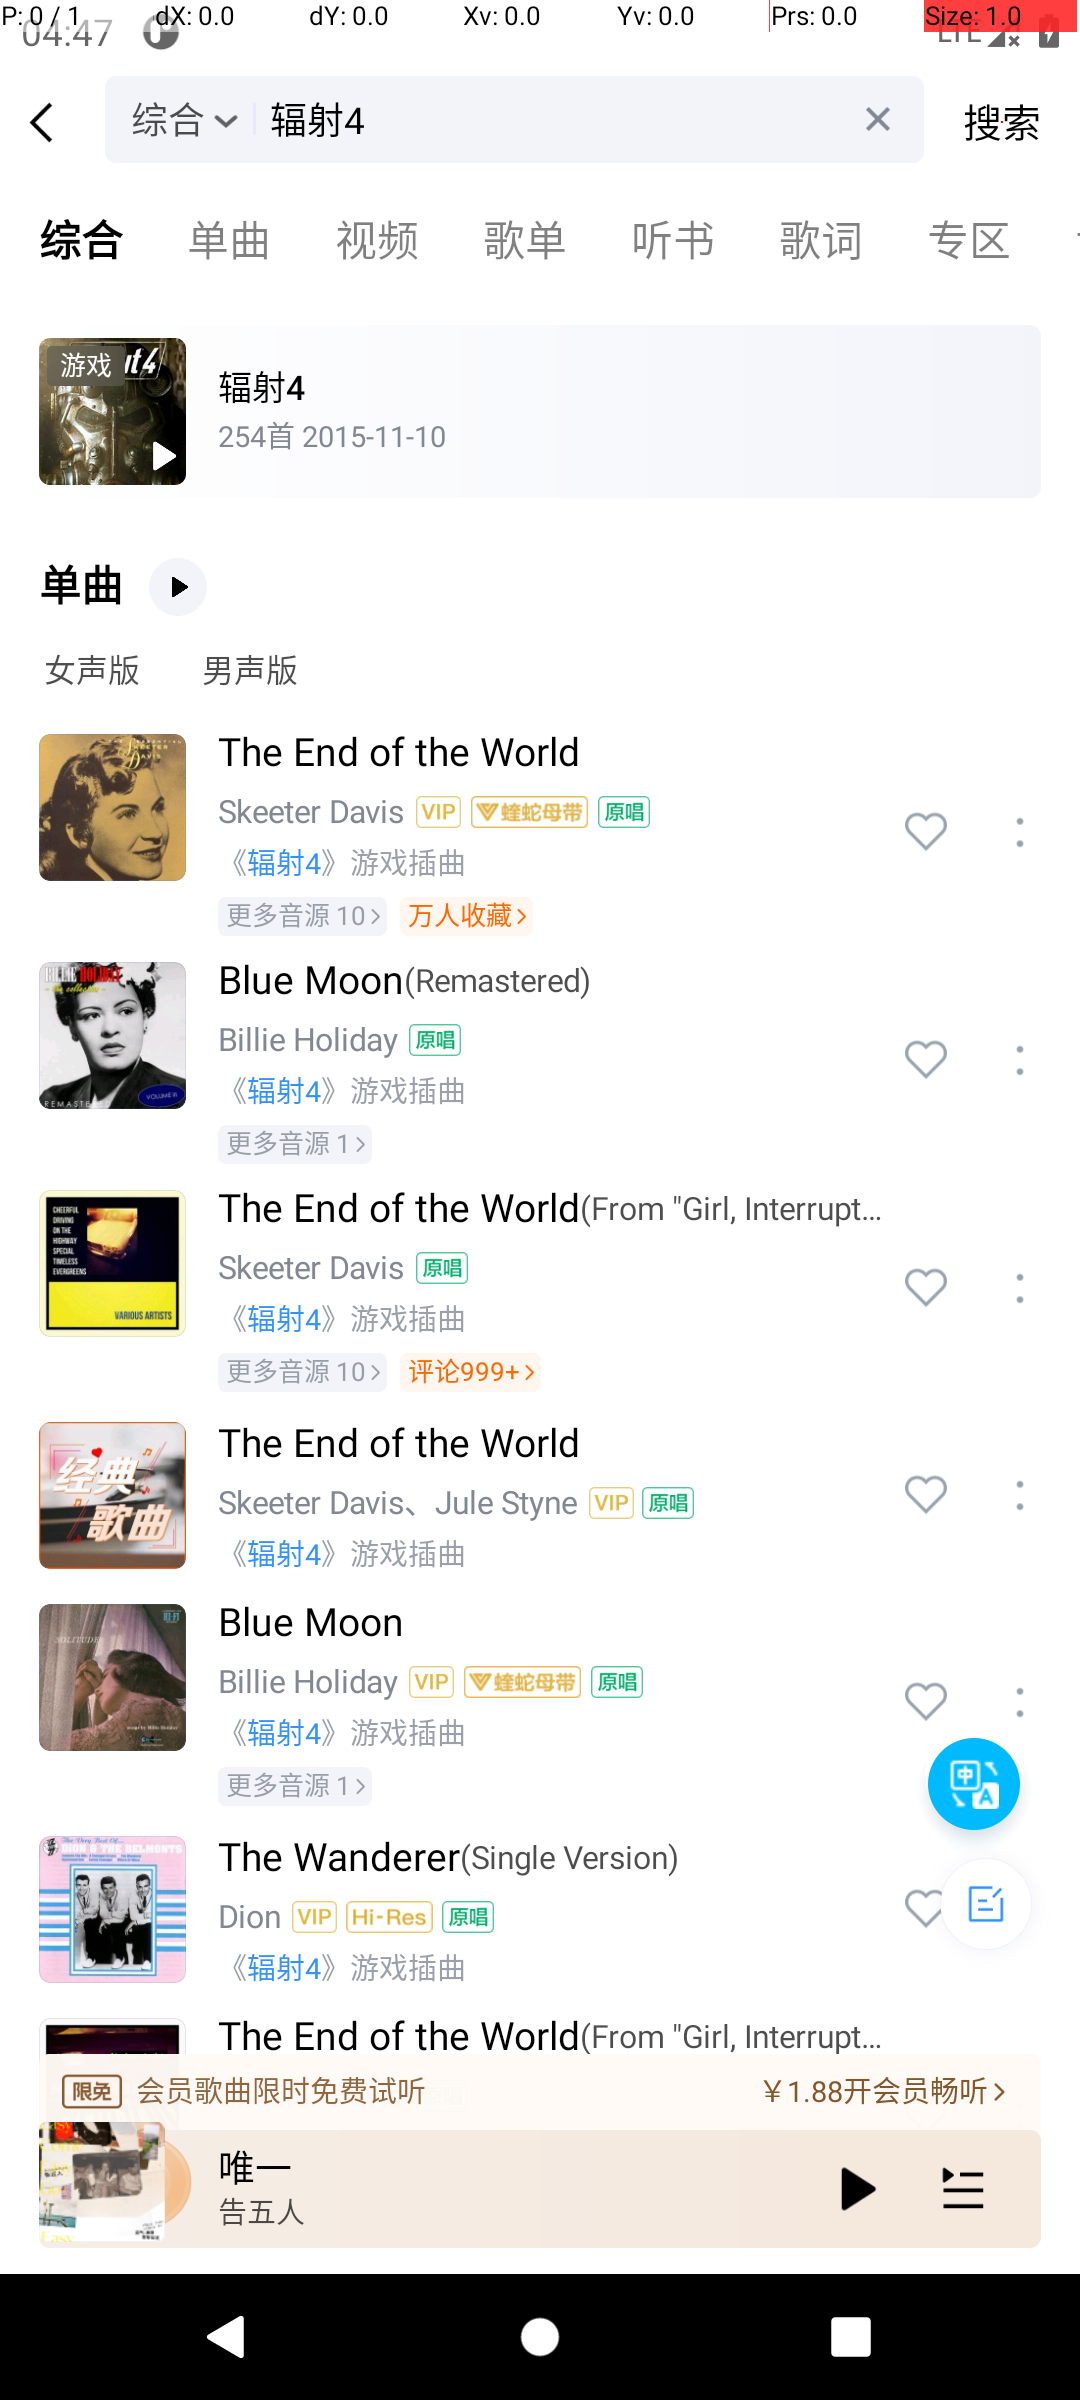 P: 0 / 1 dX: 0.0 dY: 0.0 Xv: 0.0 Yv: 0.0 Prs: 0.0 Size: 1.0
04:47 LTE
综合 辐射4 搜索
综合 单曲 视频 歌单 听书 歌词 专区
游戏
辐射4
254首 2015-11-10
单曲
女声版 男声版
The End of the World
Skeeter Davis VIP 蝰蛇母带 原唱
《辐射4》游戏插曲
更多音源 10 万人收藏
Blue Moon(Remastered)
Billie Holiday 原唱
《辐射4》游戏插曲
更多音源 1
The End of the World(From "Girl, Interrupt...
Skeeter Davis 原唱
《辐射4》游戏插曲
更多音源 10 评论999+
The End of the World
Skeeter Davis、Jule Styne VIP 原唱
《辐射4》游戏插曲
经典歌曲
Blue Moon
Billie Holiday VIP 蝰蛇母带 原唱
《辐射4》游戏插曲
更多音源 1
The Wanderer(Single Version)
Dion VIP Hi-Res 原唱
《辐射4》游戏插曲
The End of the World(From "Girl, Interrupt...
限免 会员歌曲限时免费试听 ￥1.88开会员畅听
唯一
告五人